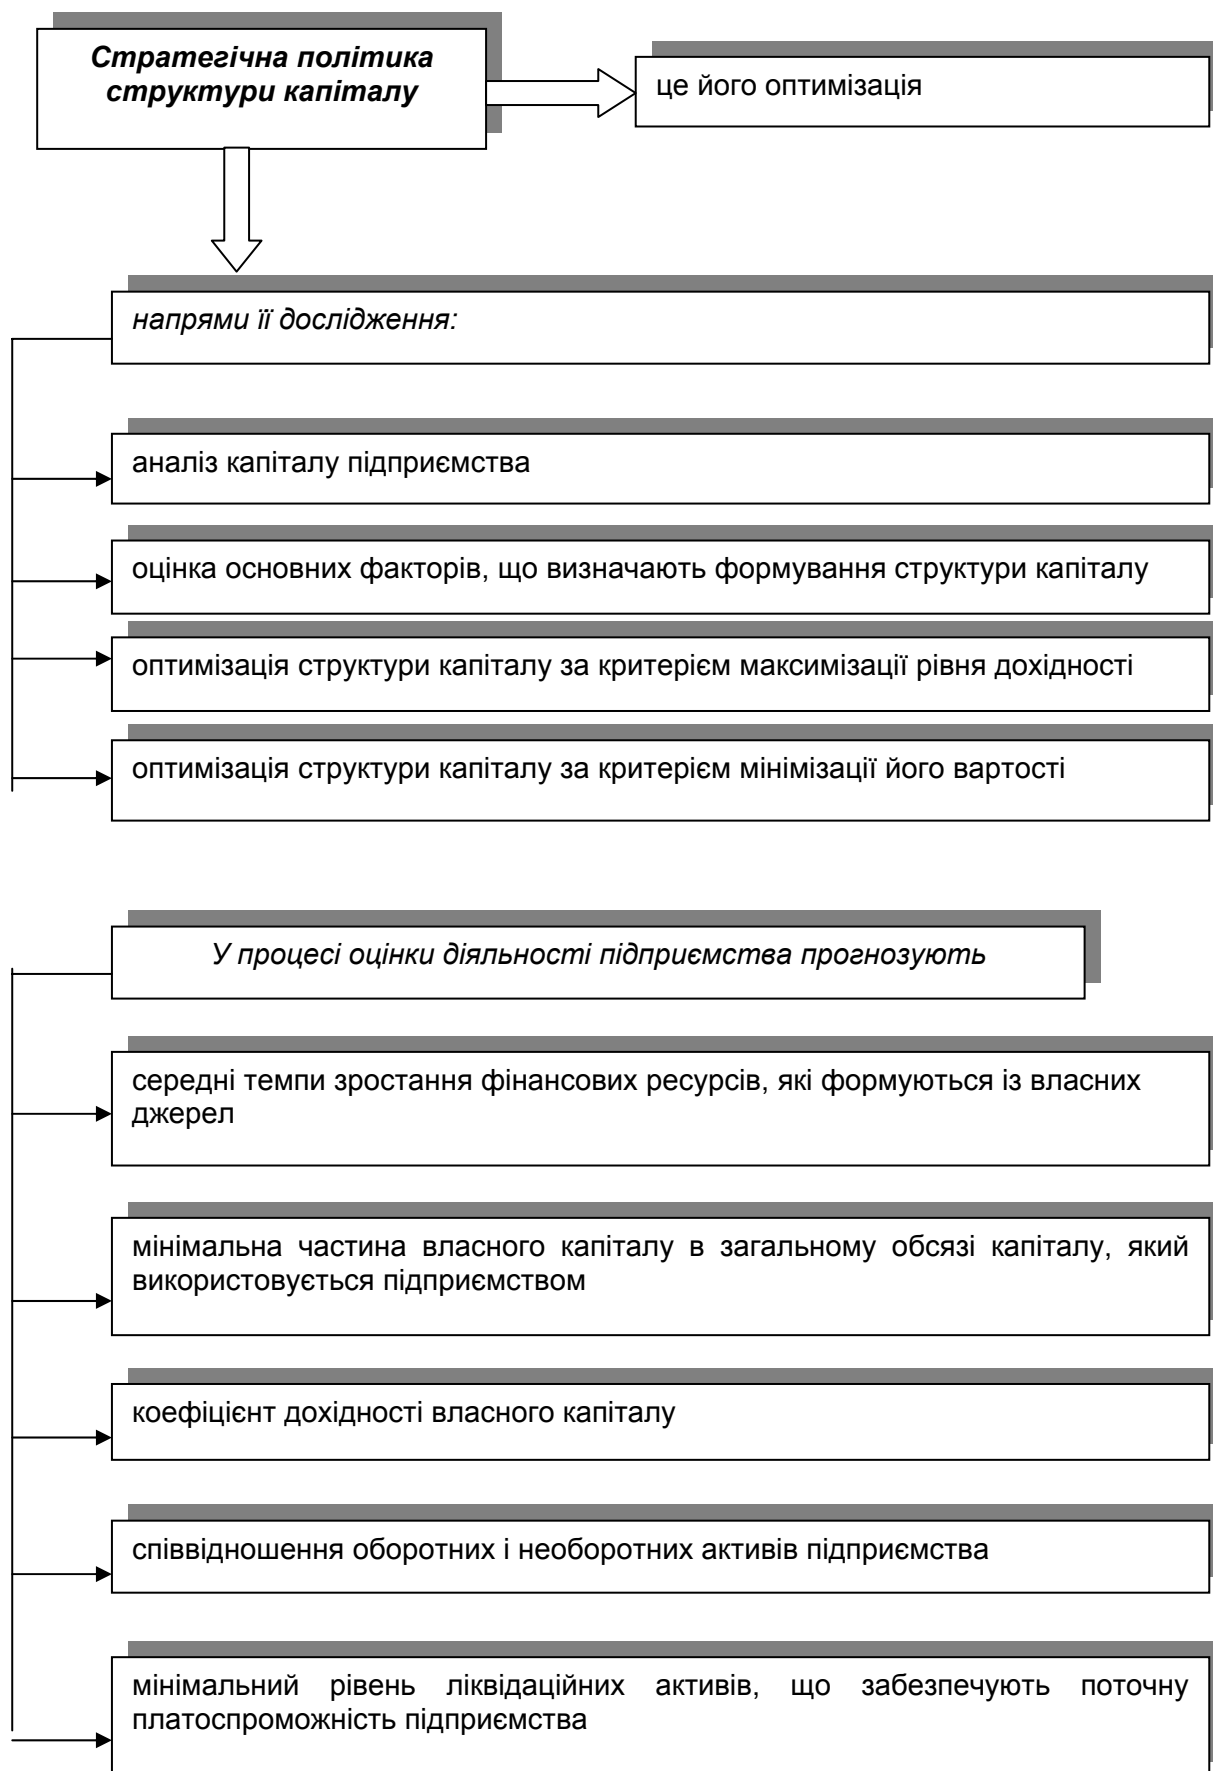 Стратегічна політика
структури капіталу
це його оптимізація
напрями її дослідження:
аналіз капіталу підприємства
оцінка основних факторів, що визначають формування структури капіталу
оптимізація структури капіталу за критерієм максимізації рівня дохідності
оптимізація структури капіталу за критерієм мінімізації його вартості
У процесі оцінки діяльності підприємства прогнозують
середні темпи зростання фінансових ресурсів, які формуються із власних
джерел
мінімальна частина власного капіталу в загальному обсязі капіталу, який
використовується підприємством
коефіцієнт дохідності власного капіталу
співвідношення оборотних і необоротних активів підприємства
мінімальний рівень ліквідаційних активів, що забезпечують поточну
платоспроможність підприємства